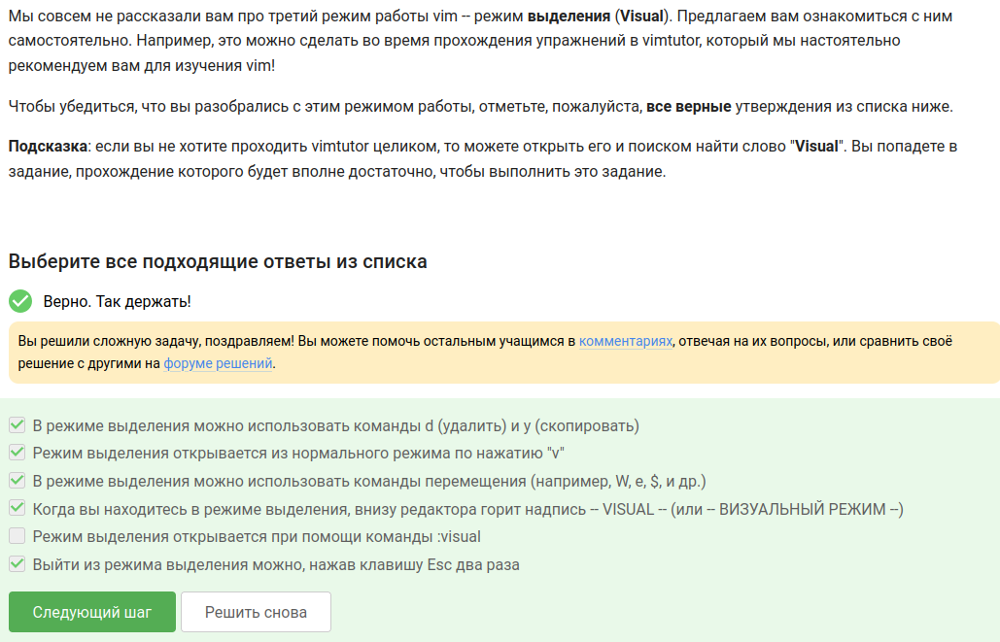 Мы совсем не рассказали вам про третий режим работы vim -- режим выделения (Visual). Предлагаем вам ознакомиться с ним
самостоятельно. Например, это можно сделать во время прохождения упражнений в vimtutor, который мы настоятельно
рекомендуем вам для изучения vim!
Чтобы убедиться, что вы разобрались с этим режимом работы, отметьте, пожалуйста, все верные утверждения из списка ниже.
Подсказка: если вы не хотите проходить vimtutor целиком, то можете открыть его и поиском найти слово "Visual". Вы попадете в
задание, прохождение которого будет вполне достаточно, чтобы выполнить это задание.
Выберите все подходящие ответы из списка
Верно. Так держать!
Вы решили сложную задачу, поздравляем! Вы можете помочь остальным учащимся в комментариях, отвечая на их вопросы, или сравнить своё
решение с другими на форуме решений.
В режиме выделения можно использовать команды d (удалить) и y (скопировать)
Режим выделения открывается из нормального режима по нажатию "v"
В режиме выделения можно использовать команды перемещения (например, W, e, $, и др.)
Когда вы находитесь в режиме выделения, внизу редактора горит надпись -- VISUAL -- (или -- ВИЗУАЛЬНЫЙ РЕЖИМ --)
Режим выделения открывается при помощи команды :visual
Выйти из режима выделения можно, нажав клавишу Esc два раза
Следующий шаг Решить снова